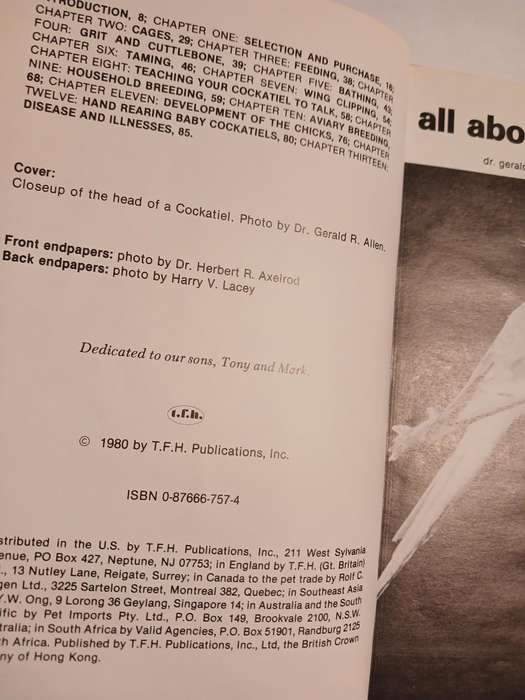 TRODUCTION, 8; CHAPTER ONE: SELECTION AND PURCHASE, 16;
CHAPTER TWO: CAGES, 29; CHAPTER THREE: FEEDING, 38; CHAPTER
FOUR: GRIT AND CUTTLEBONE, 39; CHAPTER FIVE: BATHING, 43;
CHAPTER SIX: TAMING, 46; CHAPTER SEVEN: WING CLIPPING, 54;
CHAPTER EIGHT: TEACHING YOUR COCKATIEL TO TALK, 58; CHAPTER
NINE: HOUSEHOLD BREEDING, 59; CHAPTER TEN: AVIARY BREEDING,
68; CHAPTER ELEVEN: DEVELOPMENT OF THE CHICKS, 76; CHAPTER
TWELVE: HAND REARING BABY COCKATIELS, 80; CHAPTER THIRTEEN:
DISEASE AND ILLNESSES, 85.
Cover:
Closeup of the head of a Cockatiel. Photo by Dr. Gerald R. Allen.
Front endpapers: photo by Dr. Herbert R. Axelrod
Back endpapers: photo by Harry V. Lacey
Dedicated to our sons, Tony and Mark.
t.f.h.
© 1980 by T.F.H. Publications, Inc.
ISBN 0-87666-757-4
stributed in the U.S. by T.F.H. Publications, Inc., 211 West Sylvania
enue, PO Box 427, Neptune, NJ 07753; in England by T.F.H. (Gt. Britain)
., 13 Nutley Lane, Reigate, Surrey; in Canada to the pet trade by Rolf C.
gen Ltd., 3225 Sartelon Street, Montreal 382, Quebec; in Southeast Asia
Y.W. Ong, 9 Lorong 36 Geylang, Singapore 14; in Australia and the South
ific by Pet Imports Pty. Ltd., P.O. Box 149, Brookvale 2100, N.S.W.
tralia; in South Africa by Valid Agencies, P.O. Box 51901, Randburg 2125
th Africa. Published by T.F.H. Publications, Inc., Ltd, the British Crown
ny of Hong Kong.
all abo
dr. gerald